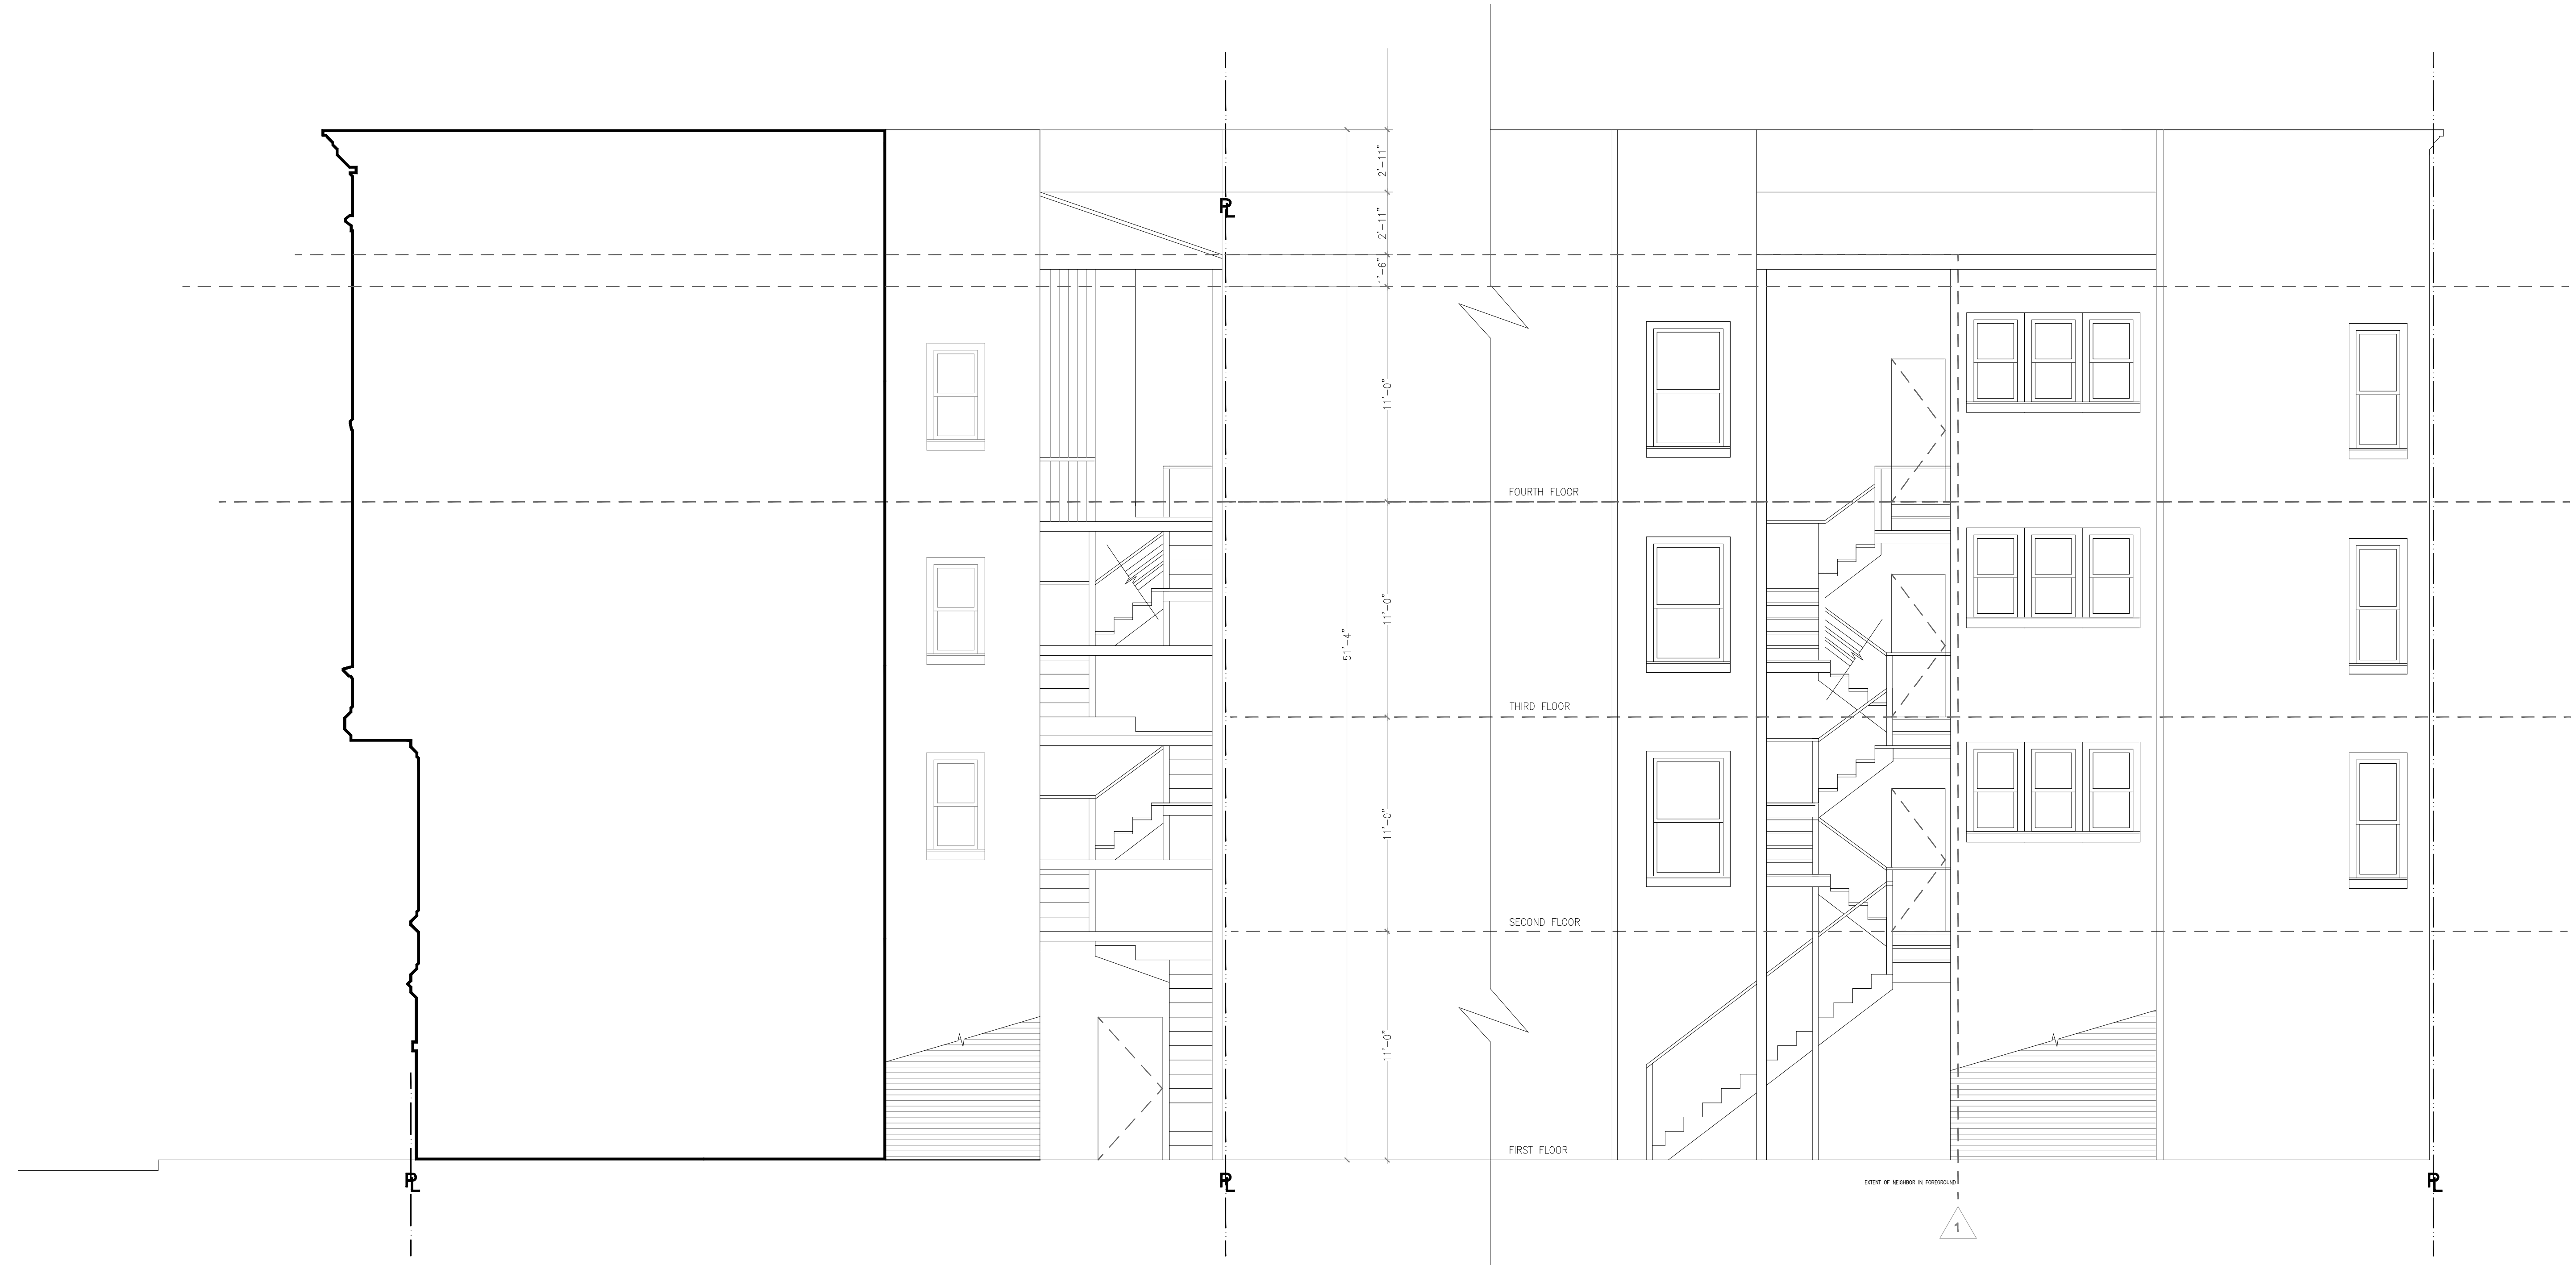 PL
2'-11"
2'-11"
1'-6"
11'-0"
FOURTH FLOOR
11'-0"
51'-4"
THIRD FLOOR
11'-0"
SECOND FLOOR
11'-0"
FIRST FLOOR
PL
PL
EXTENT OF NEIGHBOR IN FOREGROUND
PL
1